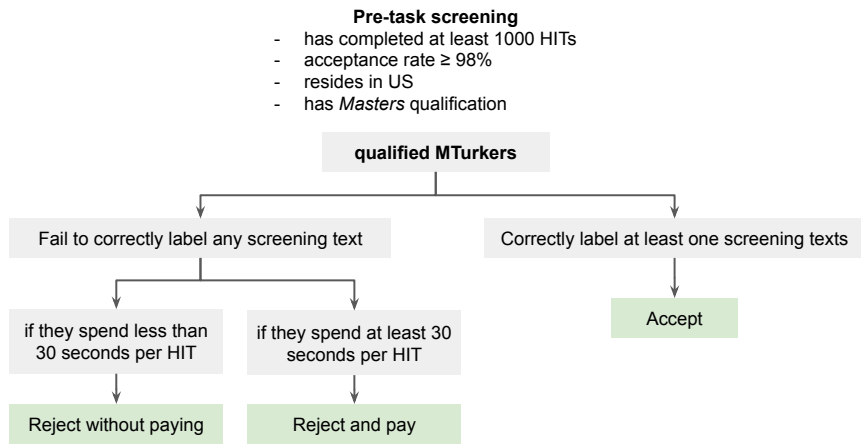 Pre-task screening
- has completed at least 1000 HITs
- acceptance rate ≥ 98%
- resides in US
- has Masters qualification
qualified MTurkers
Fail to correctly label any screening text
Correctly label at least one screening texts
if they spend less than
30 seconds per HIT
if they spend at least 30
seconds per HIT
Accept
Reject without paying
Reject and pay